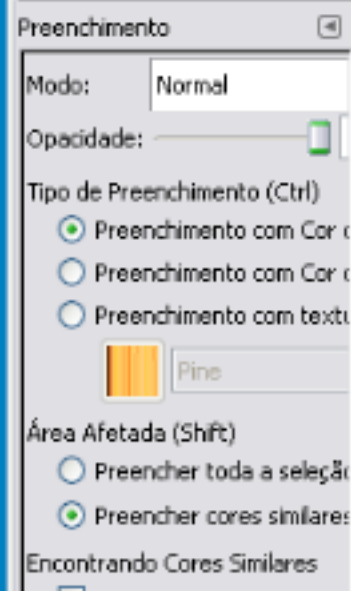 Preenchimento
Modo: Normal
Opacidade:
Tipo de Preenchimento (Ctrl)
Preenchimento com Cor
Preenchimento com Cor
Preenchimento com textu
Pine
Área Afetada (Shift)
Preencher toda a seleçã
Preencher cores similares
Encontrando Cores Similares